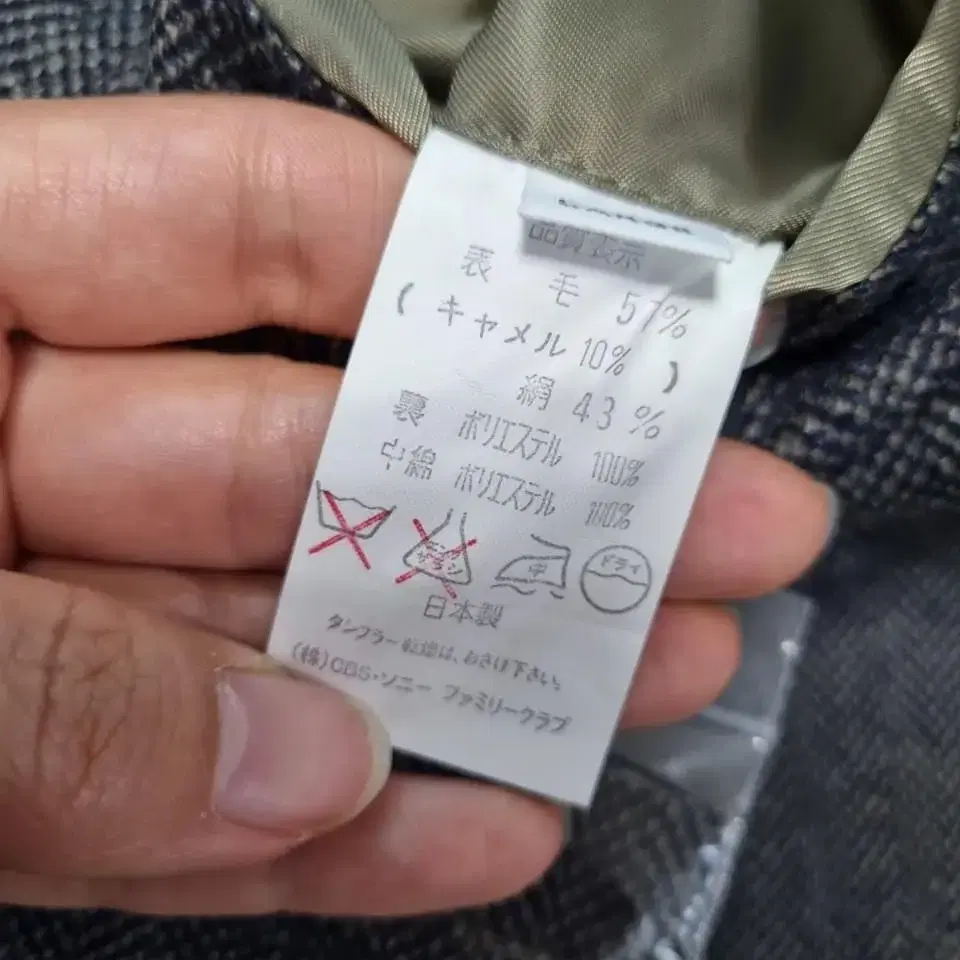 品質表示
表 毛 57%
( キャメル 10% )
絹 43%
裏 ポリエステル 100%
中綿 ポリエステル 100%
中
ドライ
日本製
タンブラー乾燥は、おさけ下さい。
(株)CBS・ソニー ファミリークラブ